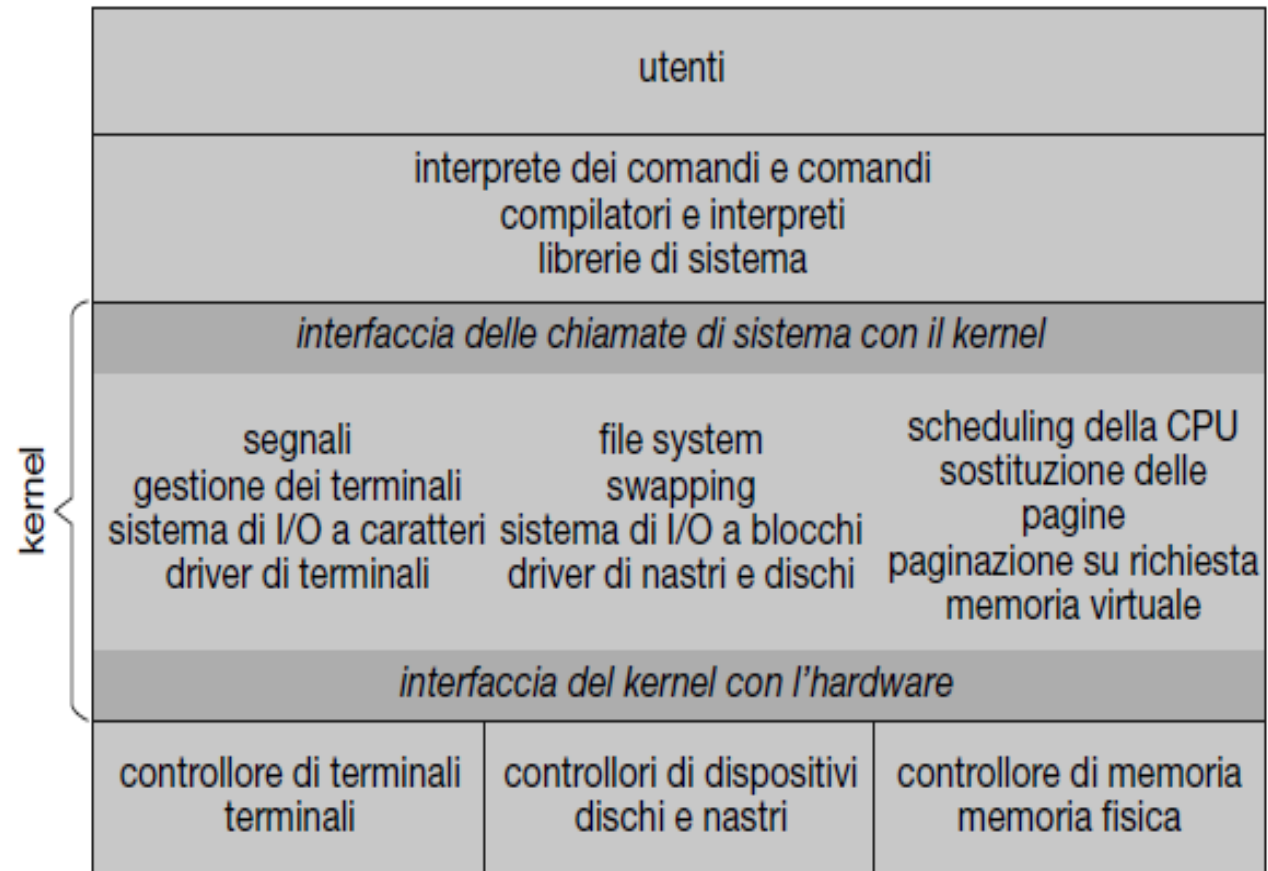 utenti
interprete dei comandi e comandi
compilatori e interpreti
librerie di sistema
kernel
interfaccia delle chiamate di sistema con il kernel
segnali
gestione dei terminali
sistema di I/O a caratteri
driver di terminali
file system
swapping
sistema di I/O a blocchi
driver di nastri e dischi
scheduling della CPU
sostituzione delle
pagine
paginazione su richiesta
memoria virtuale
interfaccia del kernel con l'hardware
controllore di terminali
terminali
controllori di dispositivi
dischi e nastri
controllore di memoria
memoria fisica